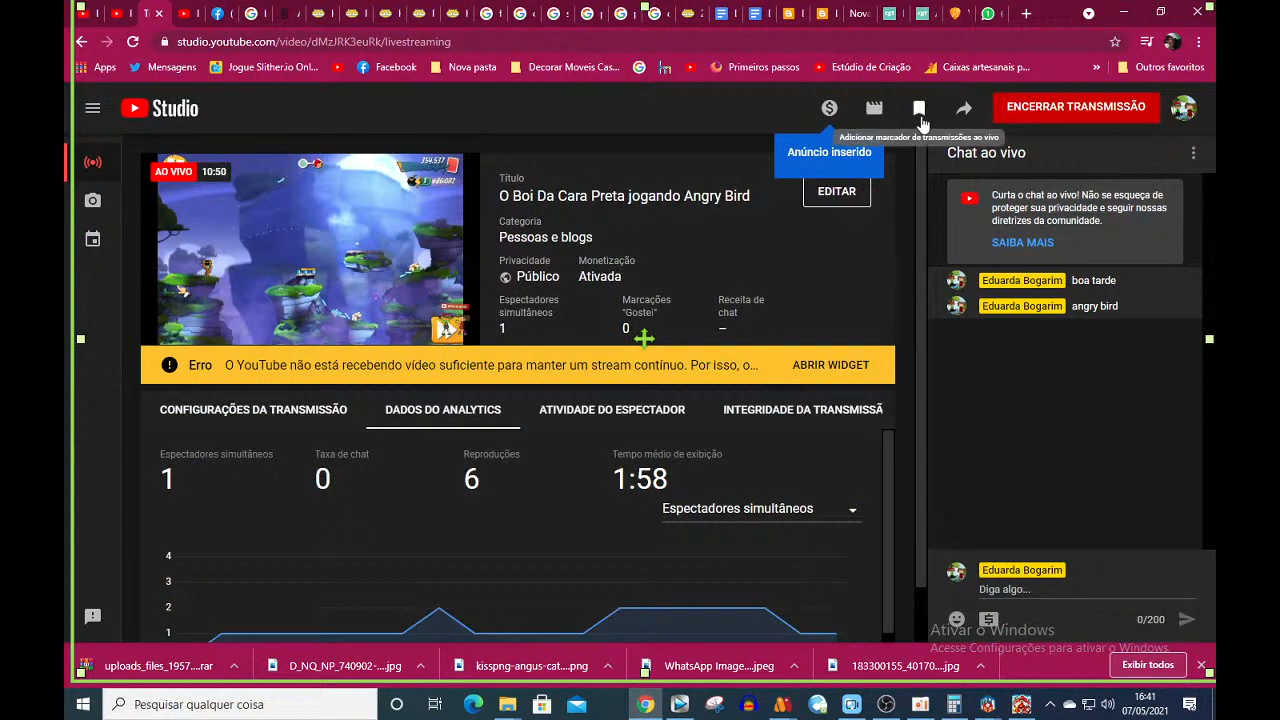 studio.youtube.com/video/dMzJRK3euRk/livestreaming
Apps
Mensagens
Jogue Slither.io Onl...
Facebook
Nova pasta
Decorar Moveis Cas...
Primeiros passos
Estúdio de Criação
Caixas artesanais p...
»
Outros favoritos
Studio
ENCERRAR TRANSMISSÃO
Adicionar marcador de transmissões ao vivo
Anúncio inserido
Chat ao vivo
AO VIVO 10:50
354.537
Título
O Boi Da Cara Preta jogando Angry Bird
EDITAR
Categoria
Pessoas e blogs
Privacidade
Público
Monetização
Ativada
Espectadores
simultâneos
1
Marcações
"Gostei"
0
Receita de
chat
–
Curta o chat ao vivo! Não se esqueça de
proteger sua privacidade e seguir nossas
diretrizes da comunidade.
SAIBA MAIS
Eduarda Bogarim boa tarde
Eduarda Bogarim angry bird
Erro O YouTube não está recebendo vídeo suficiente para manter um stream contínuo. Por isso, o... ABRIR WIDGET
CONFIGURAÇÕES DA TRANSMISSÃO
DADOS DO ANALYTICS
ATIVIDADE DO ESPECTADOR
INTEGRIDADE DA TRANSMISSÃ
Espectadores simultâneos
1
Taxa de chat
0
Reproduções
6
Tempo médio de exibição
1:58
Espectadores simultâneos
4
3
2
1
Eduarda Bogarim
Diga algo...
0/200
Ativar o Windows
Acesse Configurações para ativar o Windows.
uploads_files_1957....rar
D_NQ_NP_740902-....jpg
kisspng-angus-cat....png
WhatsApp Image....jpeg
183300155_40170....jpg
Exibir todos
Pesquisar qualquer coisa
16:41
07/05/2021